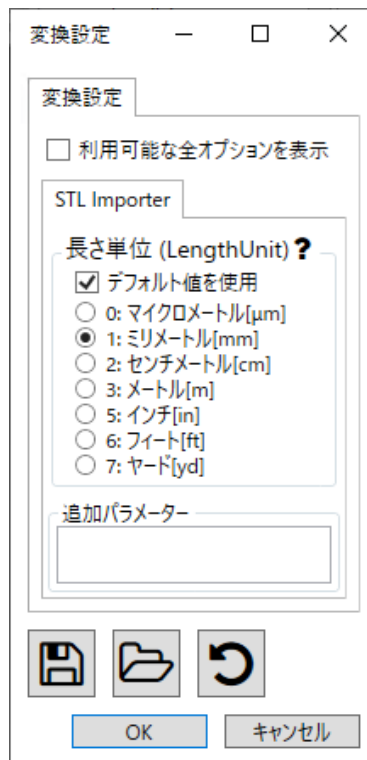 変換設定
変換設定
利用可能な全オプションを表示
STL Importer
長さ単位 (LengthUnit) ?
デフォルト値を使用
0: マイクロメートル[μm]
1: ミリメートル[mm]
2: センチメートル[cm]
3: メートル[m]
5: インチ[in]
6: フィート[ft]
7: ヤード[yd]
追加パラメーター
OK キャンセル